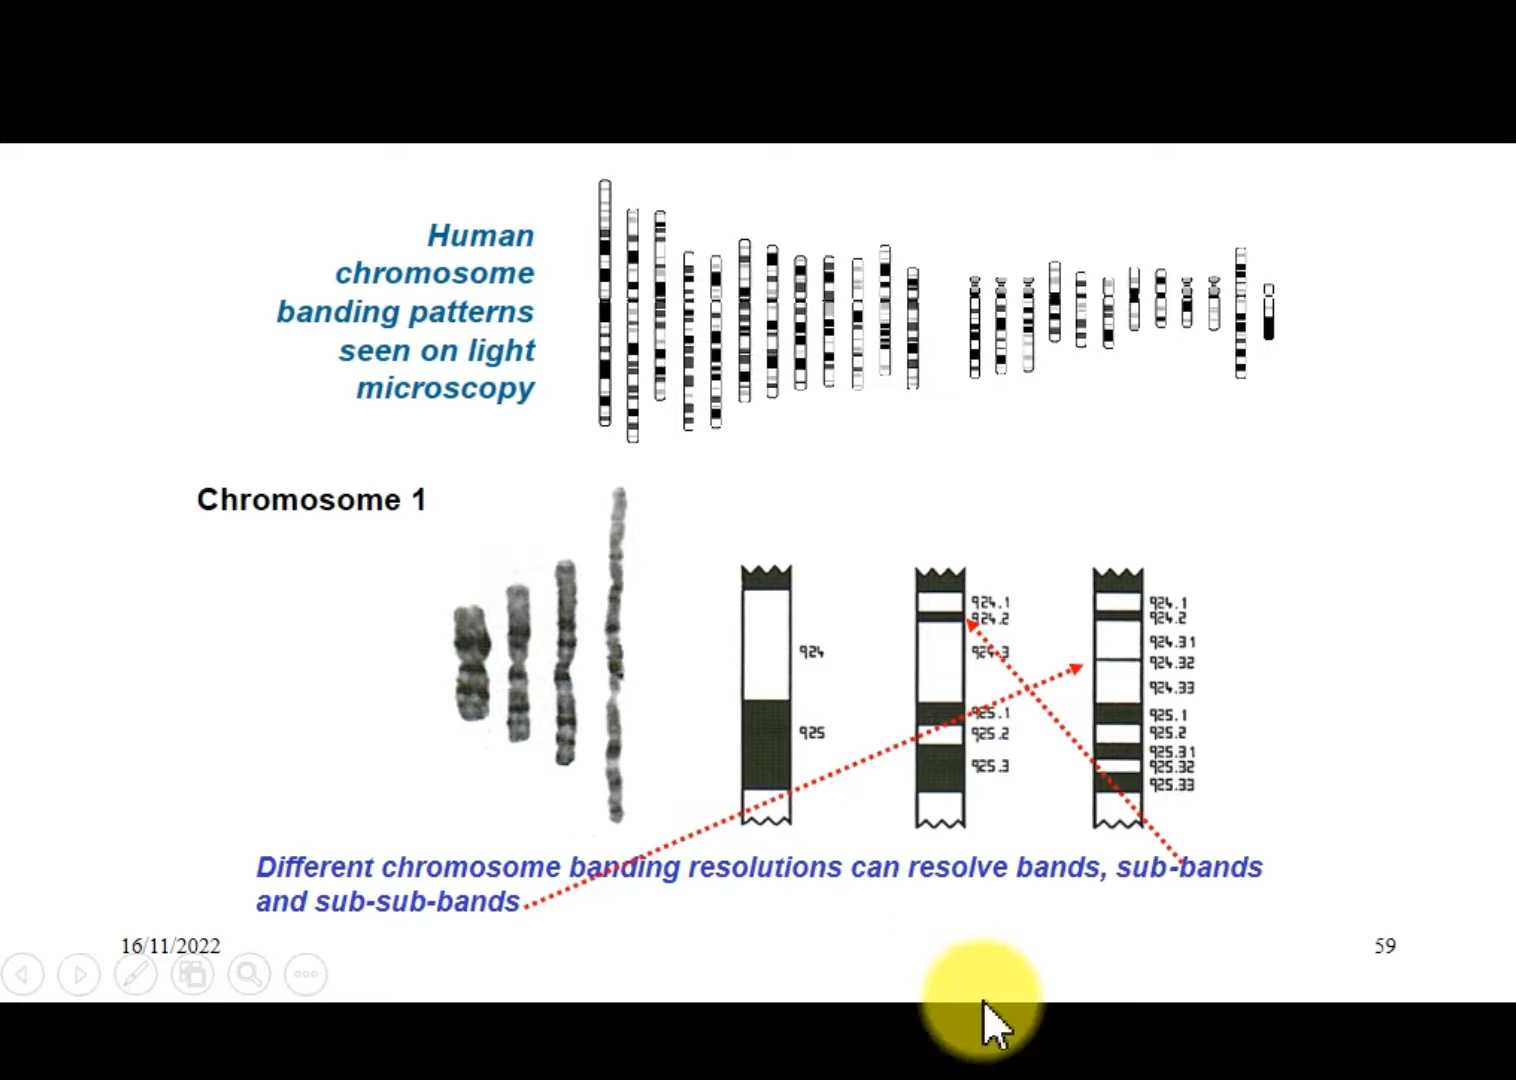 Human
chromosome
banding patterns
seen on light
microscopy
Chromosome 1
q24
q25
q24.1
q24.2
q24.3
q25.1
q25.2
q25.3
q24.1
q24.2
q24.31
q24.32
q24.33
q25.1
q25.2
q25.31
q25.32
q25.33
Different chromosome banding resolutions can resolve bands, sub-bands
and sub-sub-bands
16/11/2022
59